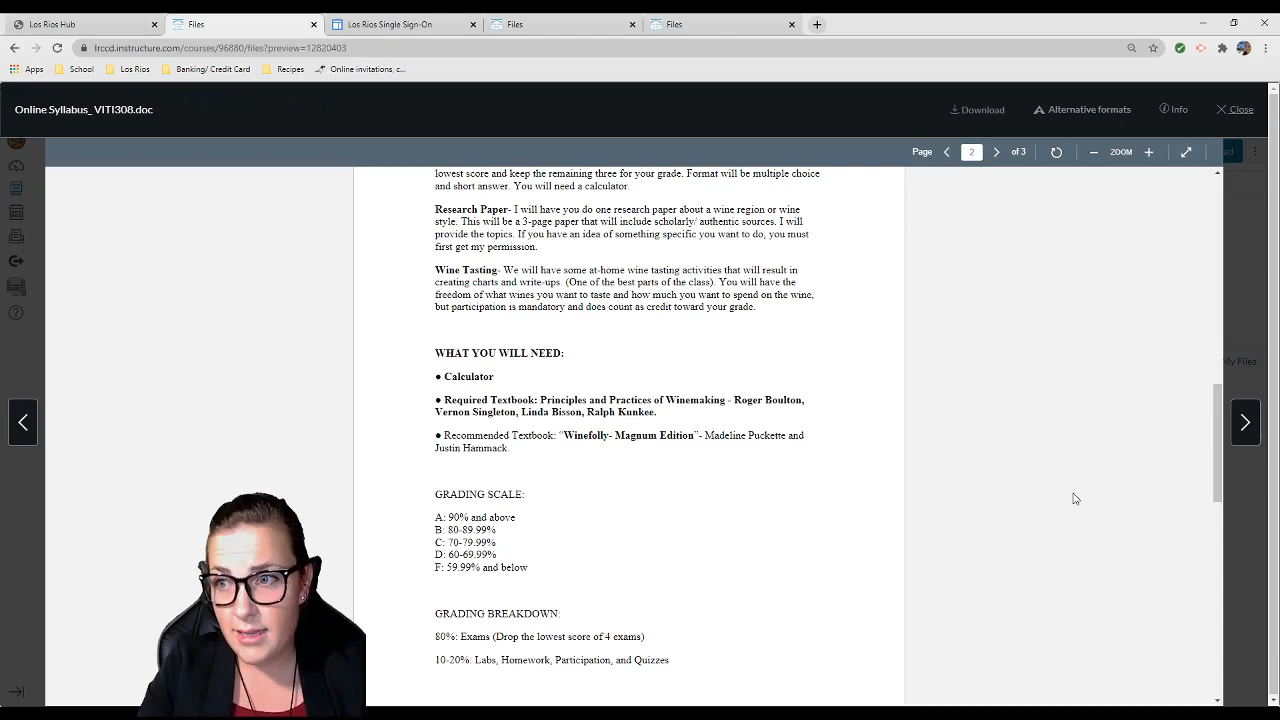 Los Rios Hub
Files
Los Rios Single Sign-On
Files
Files
lrccd.instructure.com/courses/96880/files?preview=12820403
Apps School Los Rios Banking/ Credit Card Recipes Online invitations, c...
Online Syllabus_ VITI308.doc
Download Alternative formats Info Close
Page 2 of 3 ZOOM
lowest score and keep the remaining three for your grade. Format will be multiple choice
and short answer. You will need a calculator.
Research Paper- I will have you do one research paper about a wine region or wine
style. This will be a 3-page paper that will include scholarly/ authentic sources. I will
provide the topics. If you have an idea of something specific you want to do, you must
first get my permission.
Wine Tasting- We will have some at-home wine tasting activities that will result in
creating charts and write-ups. (One of the best parts of the class). You will have the
freedom of what wines you want to taste and how much you want to spend on the wine,
but participation is mandatory and does count as credit toward your grade.
My Files
WHAT YOU WILL NEED:
● Calculator
● Required Textbook: Principles and Practices of Winemaking - Roger Boulton,
Vernon Singleton, Linda Bisson, Ralph Kunkee.
● Recommended Textbook: “Winefolly- Magnum Edition”- Madeline Puckette and
Justin Hammack.
GRADING SCALE:
A: 90% and above
B: 80-89.99%
C: 70-79.99%
D: 60-69.99%
F: 59.99% and below
GRADING BREAKDOWN:
80%: Exams (Drop the lowest score of 4 exams)
10-20%: Labs, Homework, Participation, and Quizzes